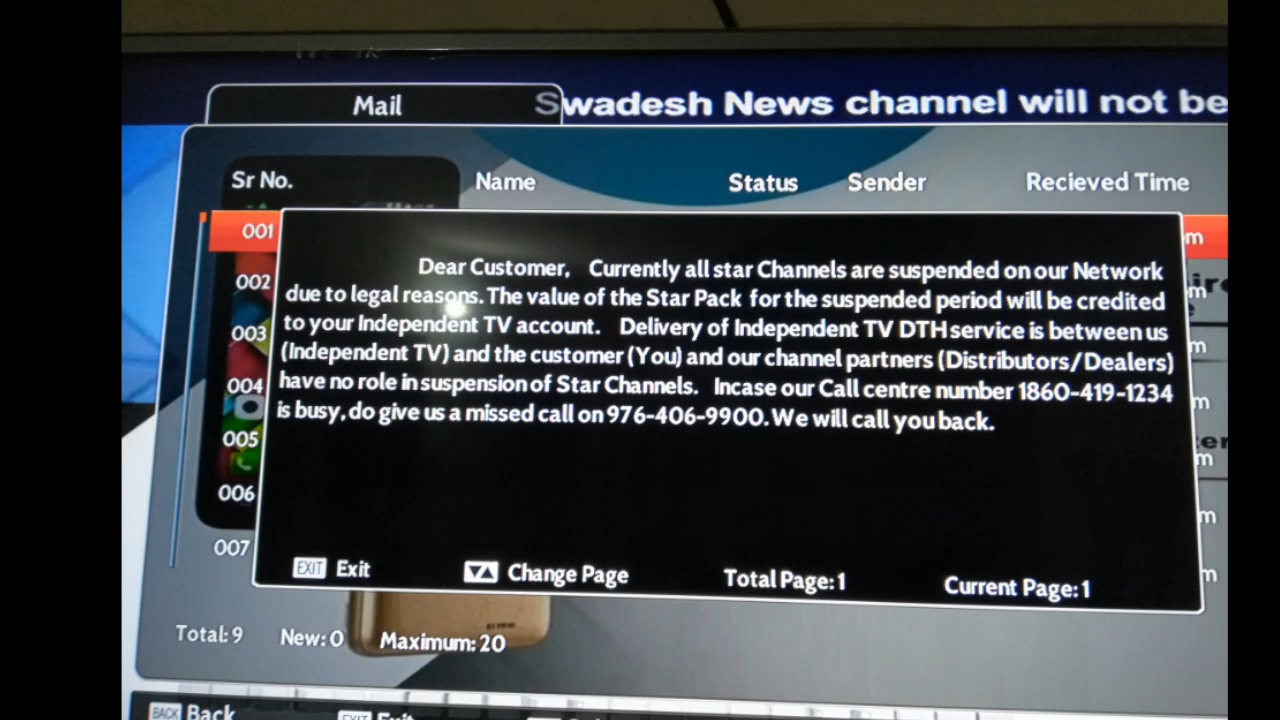 Mail
Swadesh News channel will not be
Sr No. Name Status Sender Recieved Time
001
002
003
004
005
006
007
Dear Customer, Currently all star Channels are suspended on our Network
due to legal reasons. The value of the Star Pack for the suspended period will be credited
to your Independent TV account. Delivery of Independent TV DTH service is between us
(Independent TV) and the customer (You) and our channel partners (Distributors/Dealers)
have no role in suspension of Star Channels. Incase our Call centre number 1860-419-1234
is busy, do give us a missed call on 976-406-9900. We will call you back.
EXIT Exit Change Page Total Page:1 Current Page:1
Total: 9 New: 0 Maximum: 20
BACK Back EXIT Exit